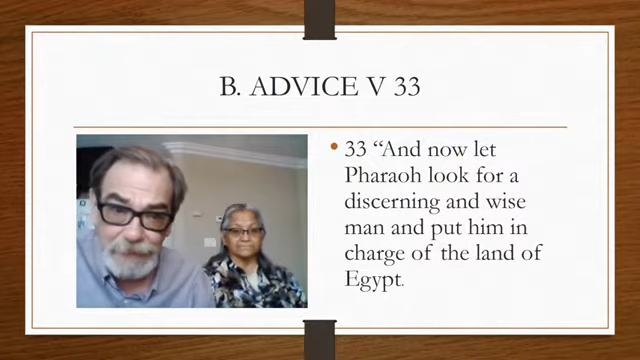 B. ADVICE V 33
• 33 “And now let
Pharaoh look for a
discerning and wise
man and put him in
charge of the land of
Egypt.